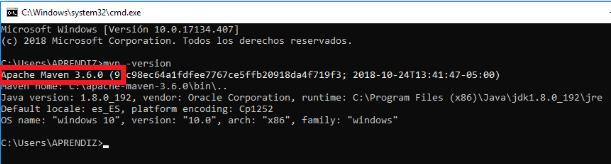 C:\Windows\system32\cmd.exe
Microsoft Windows [Versión 10.0.17134.407]
(c) 2018 Microsoft Corporation. Todos los derechos reservados.
C:\Users\APRENDIZ>mvn -version
Apache Maven 3.6.0 (9 c98ec64a1fdfee7767ce5ffb20918da4f719f3; 2018-10-24T13:41:47-05:00)
Maven home: C:\apache-maven-3.6.0\bin\..
Java version: 1.8.0_192, vendor: Oracle Corporation, runtime: C:\Program Files (x86)\Java\jdk1.8.0_192\jre
Default locale: es_ES, platform encoding: Cp1252
OS name: "windows 10", version: "10.0", arch: "x86", family: "windows"
C:\Users\APRENDIZ>